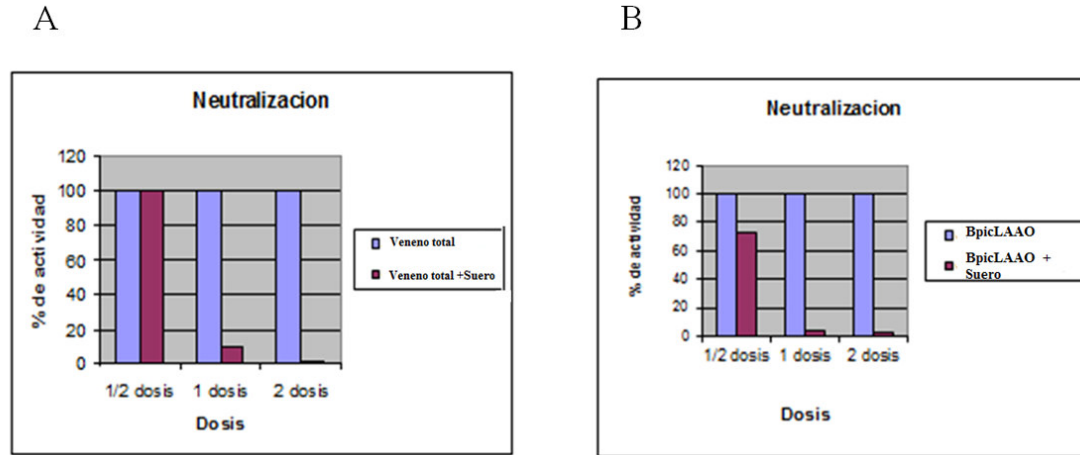 A
Neutralizacion
120
100
80
60
40
20
0
% de actividad
1/2 dosis 1 dosis 2 dosis
Dosis
Veneno total
Veneno total +Suero
B
Neutralizacion
120
100
80
60
40
20
0
% de actividad
1/2 dosis 1 dosis 2 dosis
Dosis
BpicLAAO
BpicLAAO +
Suero